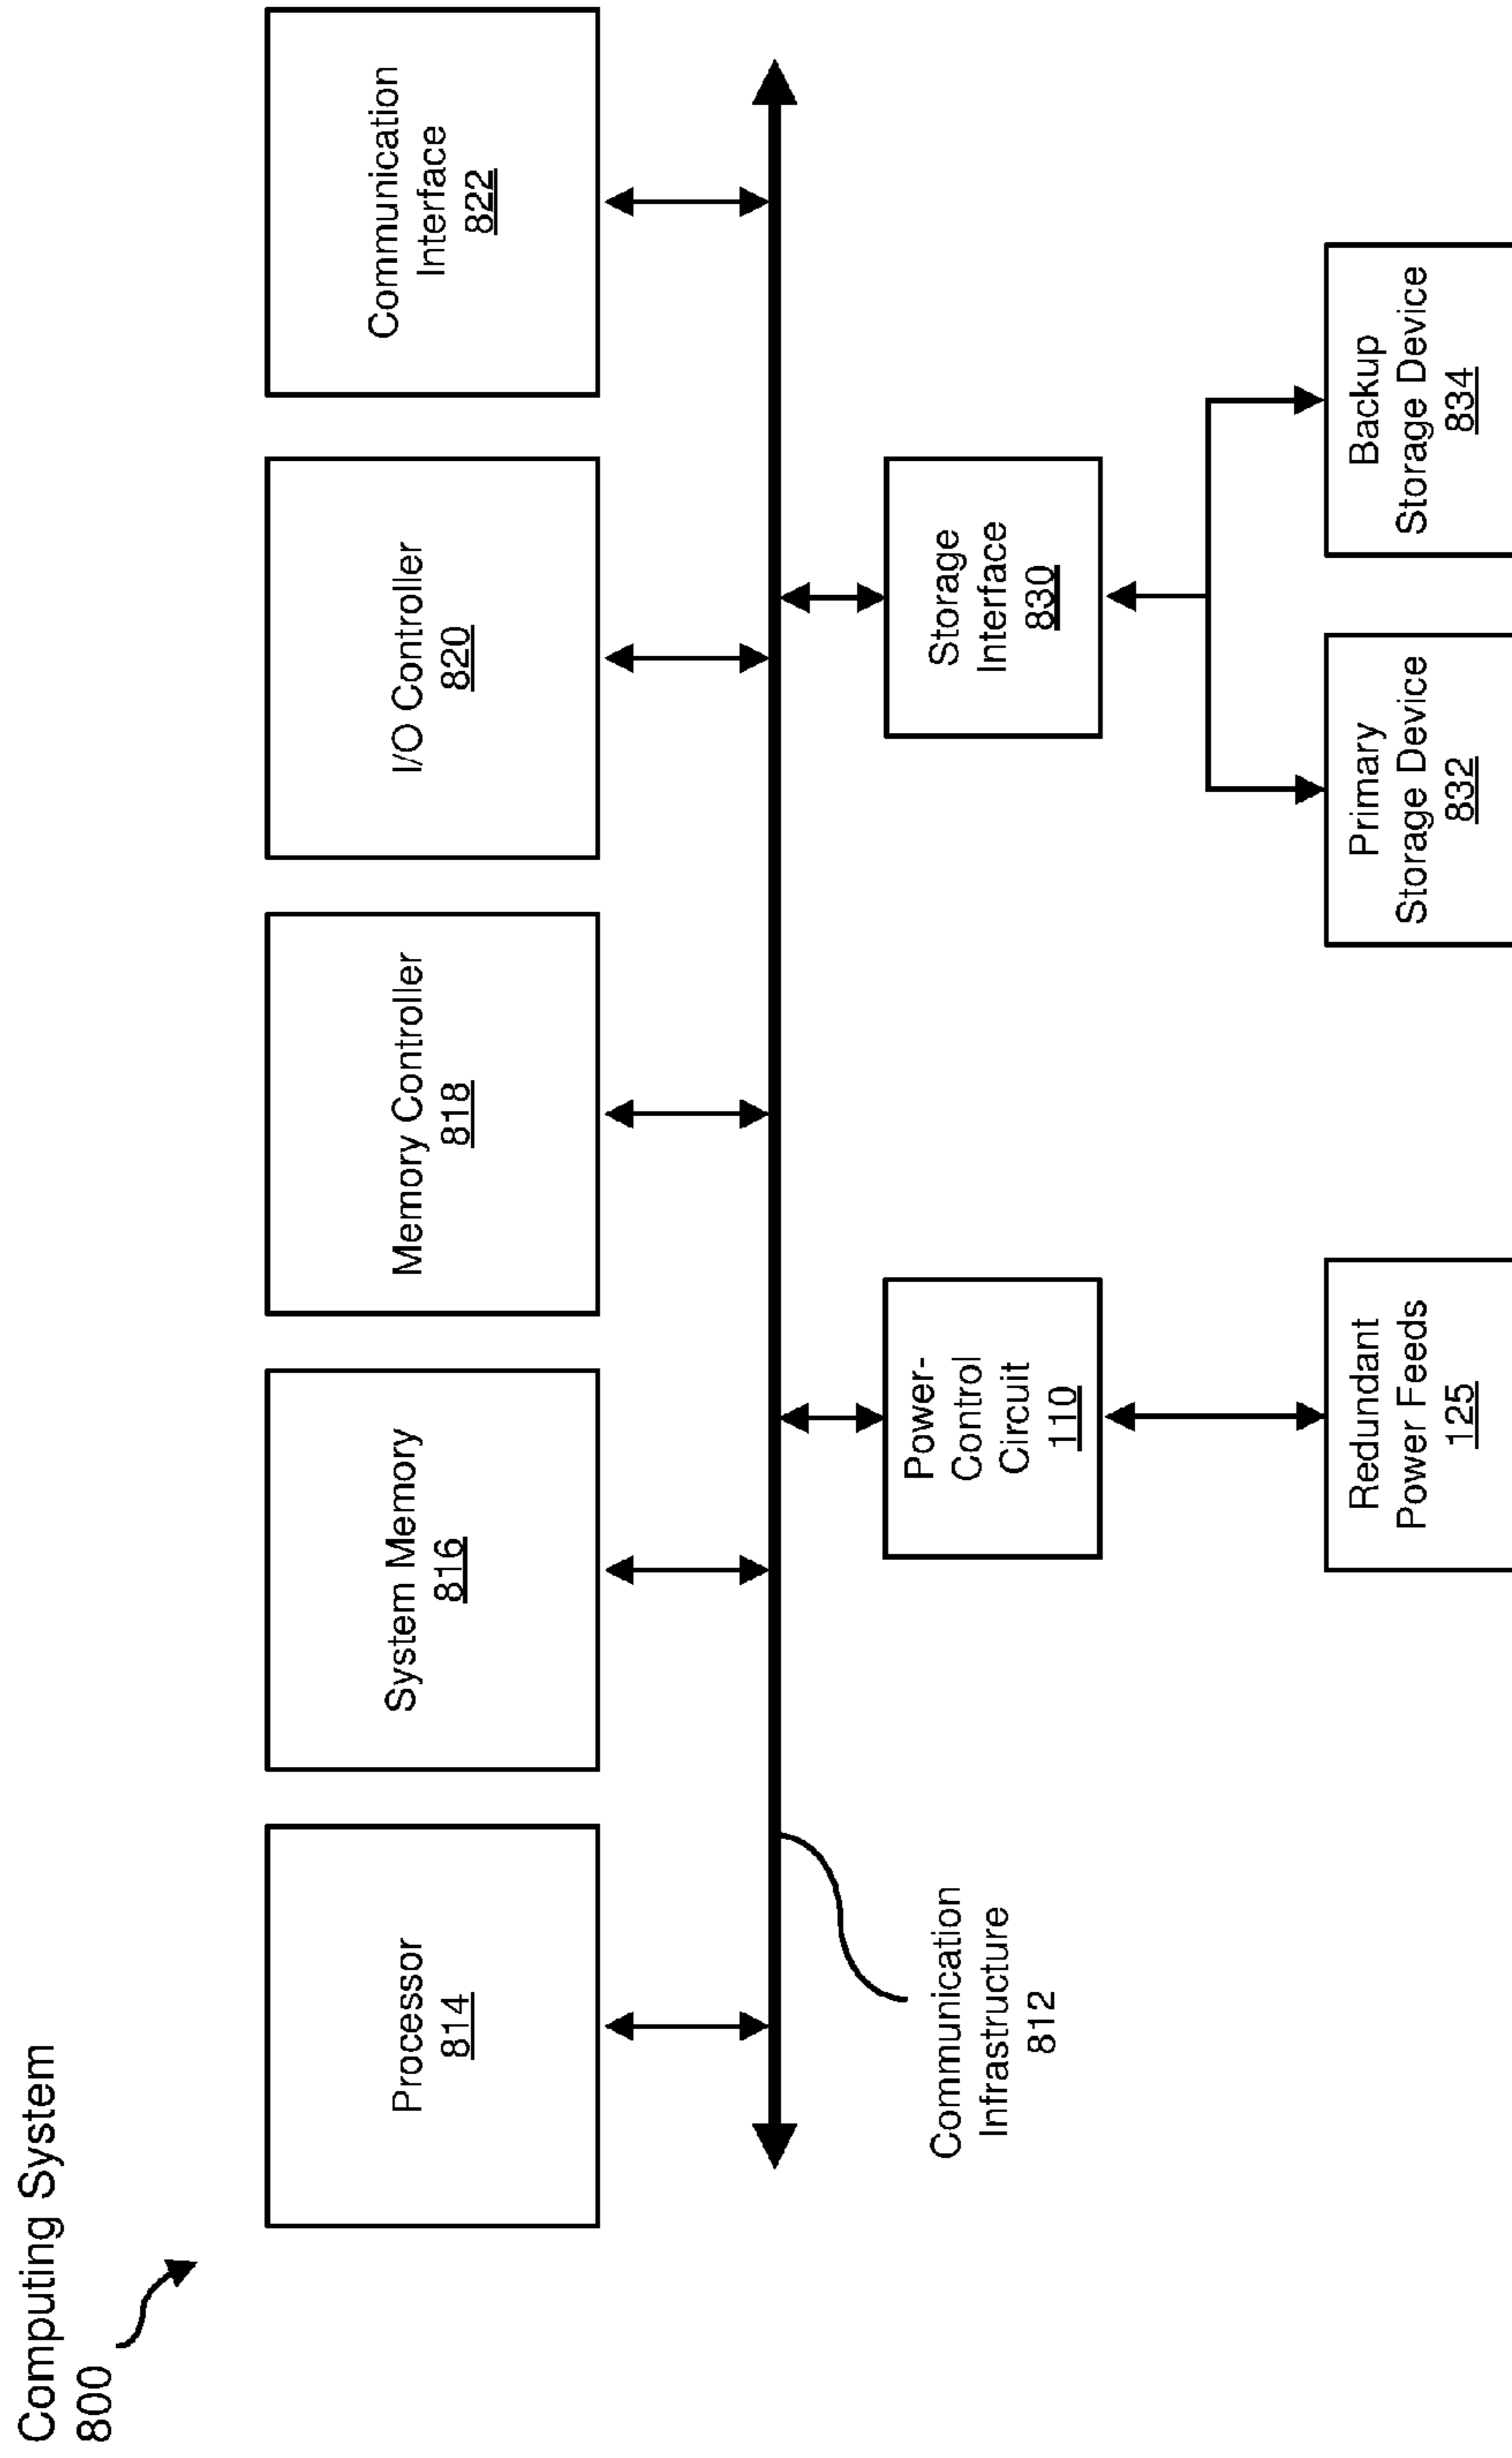 Computing System
800
Processor
814
System Memory
816
Memory Controller
818
I/O Controller
820
Communication
Interface
822
Communication
Infrastructure
812
Power-
Control
Circuit
110
Storage
Interface
830
Redundant
Power Feeds
125
Primary
Storage Device
832
Backup
Storage Device
834